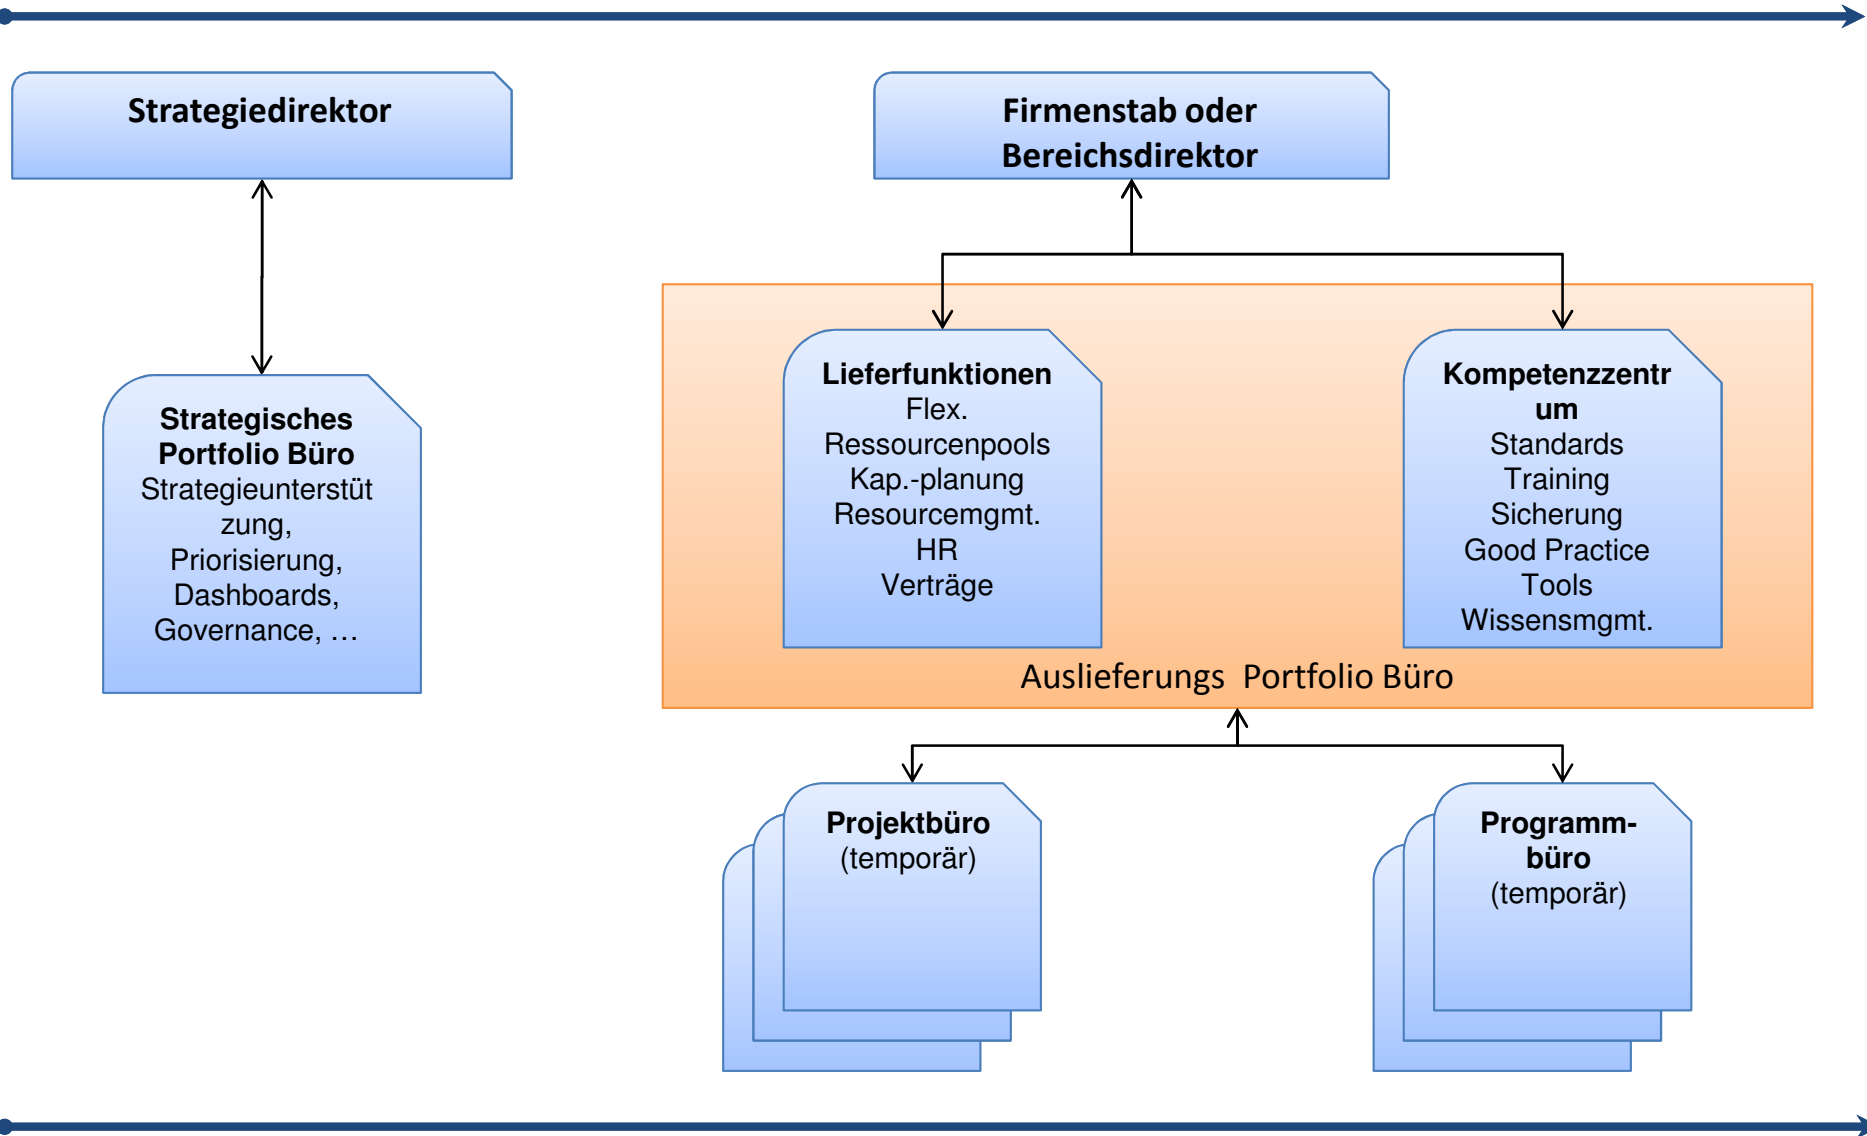 Strategiedirektor
Firmenstab oder
Bereichsdirektor
Strategisches
Portfolio Büro
Strategieunterstüt
zung,
Priorisierung,
Dashboards,
Governance, …
Lieferfunktionen
Flex.
Ressourcenpools
Kap.-planung
Resourcemgmt.
HR
Verträge
Kompetenzzentr
um
Standards
Training
Sicherung
Good Practice
Tools
Wissensmgmt.
Auslieferungs  Portfolio Büro
Projektbüro
(temporär)
Programm-
büro
(temporär)